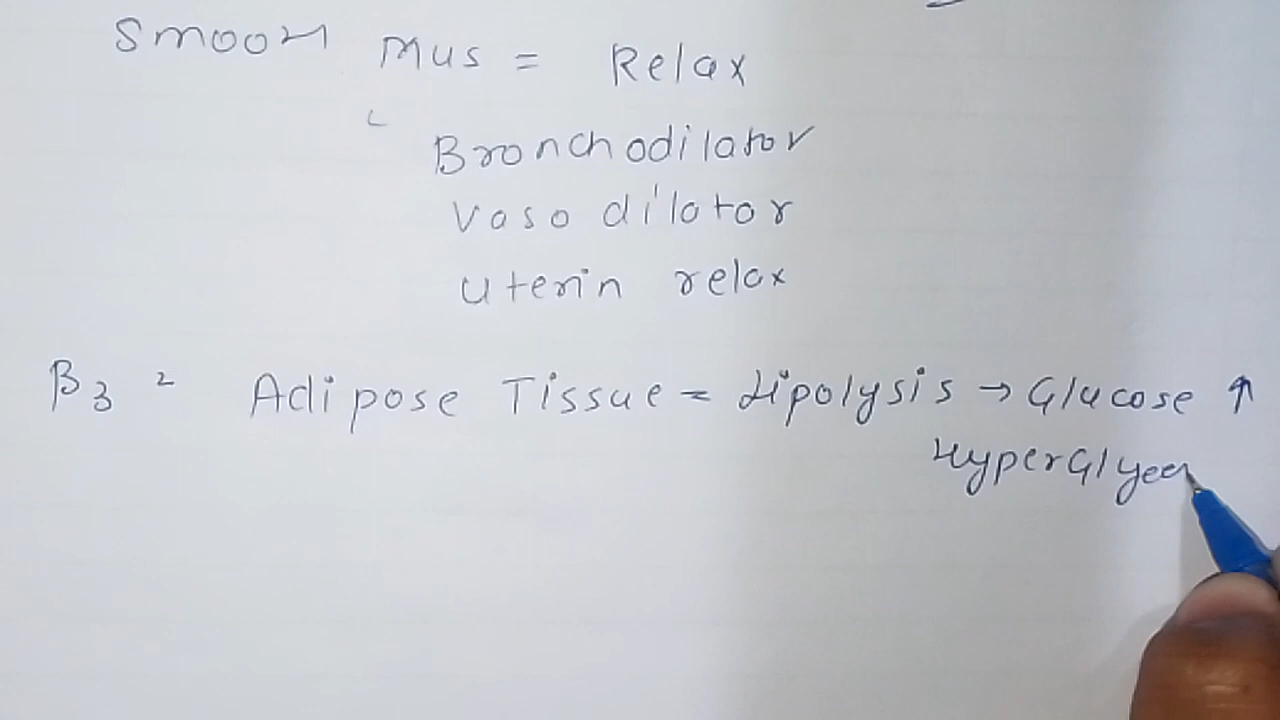 Smooth Mus = Relax
Bronchodilator
Vaso dilator
Uterin relax
β3 = Adipose Tissue = Lipolysis → Glucose ↑
HyperGlyce